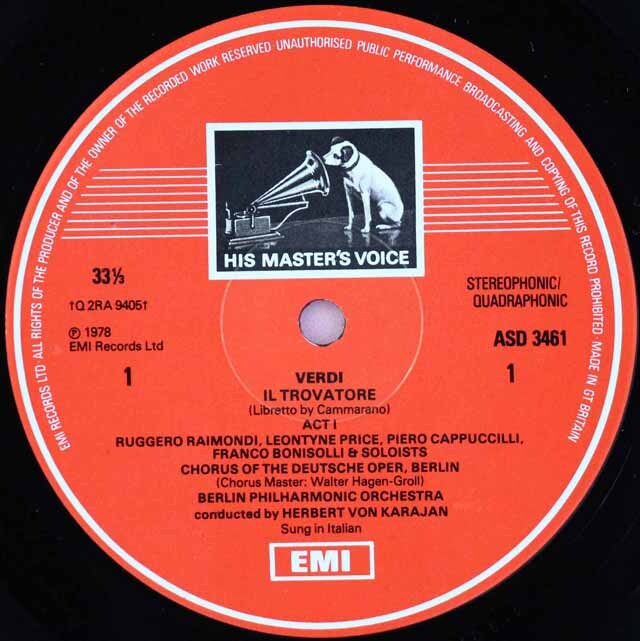 EMI RECORDS LTD · ALL RIGHTS OF THE PRODUCER AND OF THE OWNER OF THE RECORDED WORK RESERVED · UNAUTHORISED PUBLIC PERFORMANCE, BROADCASTING AND COPYING OF THIS RECORD PROHIBITED · MADE IN GT BRITAIN
HIS MASTER'S VOICE
33⅓
†Q 2RA 9405†
℗ 1978
EMI Records Ltd
1
STEREOPHONIC/
QUADRAPHONIC
ASD 3461
1
VERDI
IL TROVATORE
(Libretto by Cammarano)
ACT I
RUGGERO RAIMONDI, LEONTYNE PRICE, PIERO CAPPUCCILLI,
FRANCO BONISOLLI & SOLOISTS
CHORUS OF THE DEUTSCHE OPER, BERLIN
(Chorus Master: Walter Hagen-Groll)
BERLIN PHILHARMONIC ORCHESTRA
conducted by HERBERT VON KARAJAN
Sung in Italian
EMI